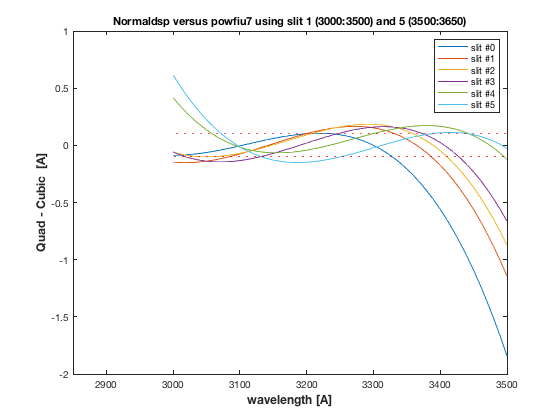 Normaldsp versus powfiu7 using slit 1 (3000:3500) and 5 (3500:3650)
1
0.5
0
-0.5
-1
-1.5
-2
Quad - Cubic [A]
slit #0
slit #1
slit #2
slit #3
slit #4
slit #5
2900 3000 3100 3200 3300 3400 3500
wavelength [A]